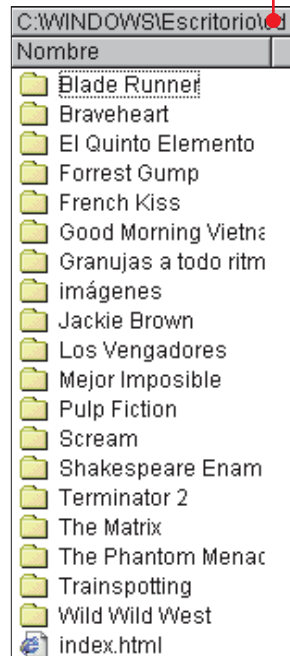 C:\WINDOWS\Escritorio\cd
Nombre
Blade Runner
Braveheart
El Quinto Elemento
Forrest Gump
French Kiss
Good Morning Vietna
Granujas a todo ritm
imágenes
Jackie Brown
Los Vengadores
Mejor Imposible
Pulp Fiction
Scream
Shakespeare Enam
Terminator 2
The Matrix
The Phantom Menac
Trainspotting
Wild Wild West
index.html